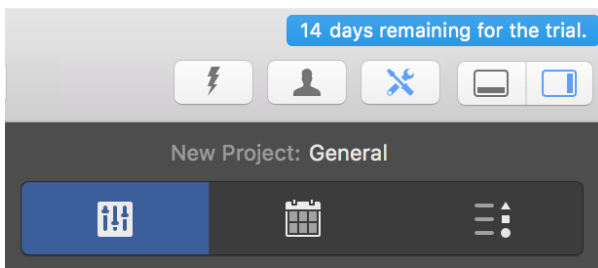 14 days remaining for the trial.
New Project: General